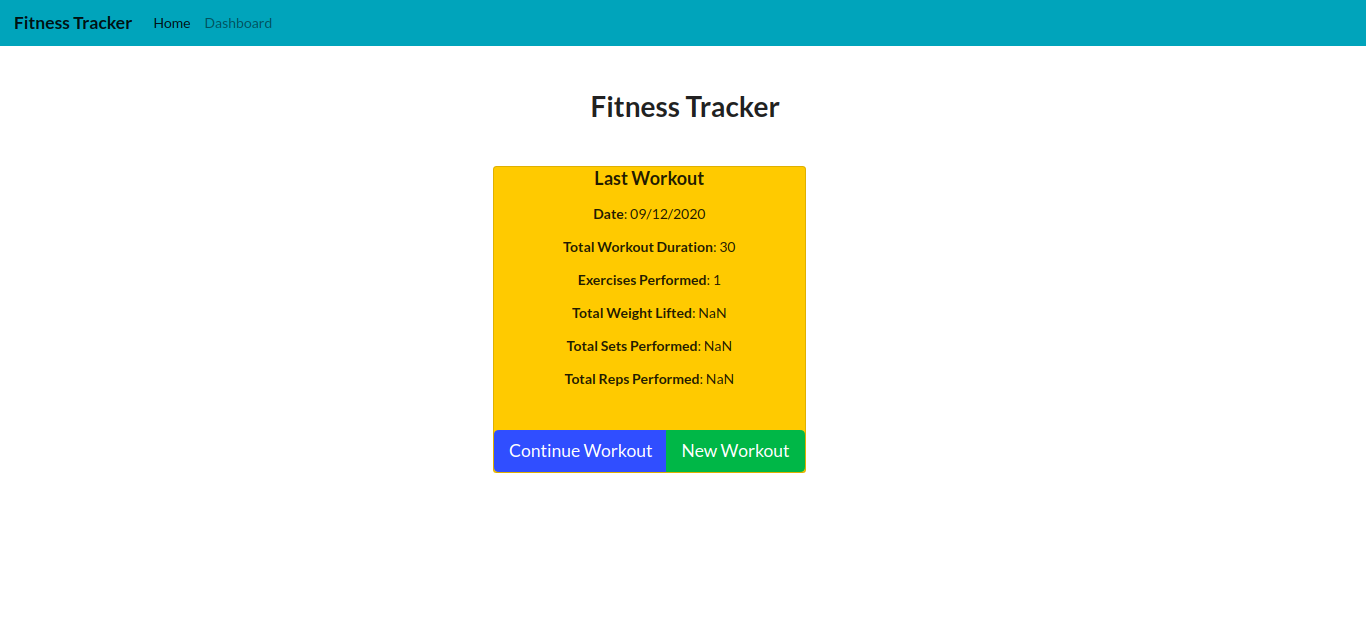 Fitness Tracker Home Dashboard
Fitness Tracker
Last Workout
Date: 09/12/2020
Total Workout Duration: 30
Exercises Performed: 1
Total Weight Lifted: NaN
Total Sets Performed: NaN
Total Reps Performed: NaN
Continue Workout New Workout